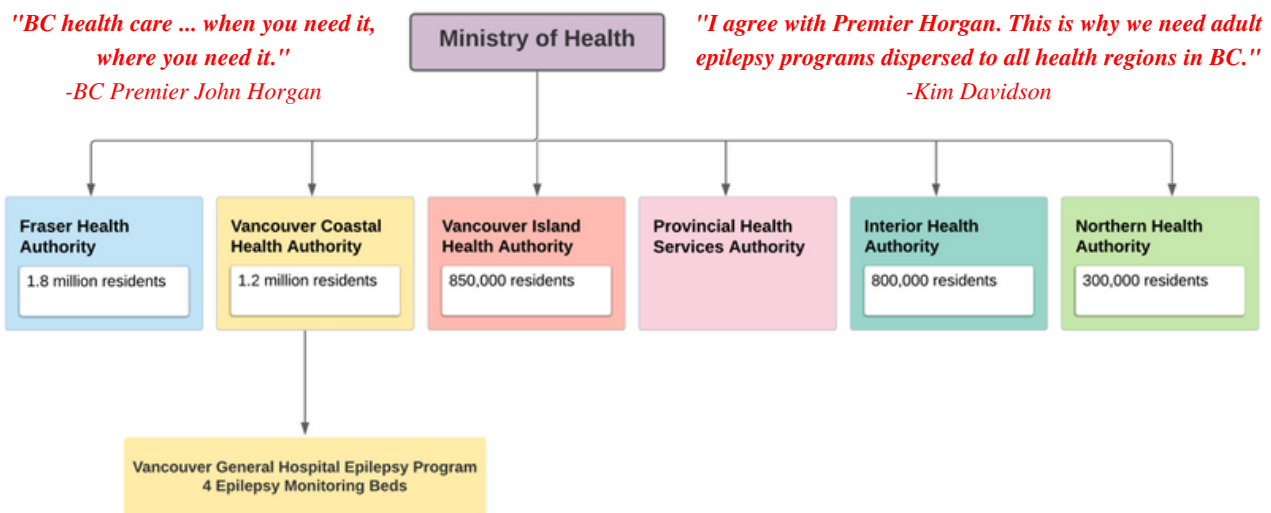 "BC health care ... when you need it,
where you need it."
-BC Premier John Horgan
Ministry of Health
"I agree with Premier Horgan. This is why we need adult
epilepsy programs dispersed to all health regions in BC."
-Kim Davidson
Fraser Health
Authority
1.8 million residents
Vancouver Coastal
Health Authority
1.2 million residents
Vancouver Island
Health Authority
850,000 residents
Provincial Health
Services Authority
Interior Health
Authority
800,000 residents
Northern Health
Authority
300,000 residents
Vancouver General Hospital Epilepsy Program
4 Epilepsy Monitoring Beds